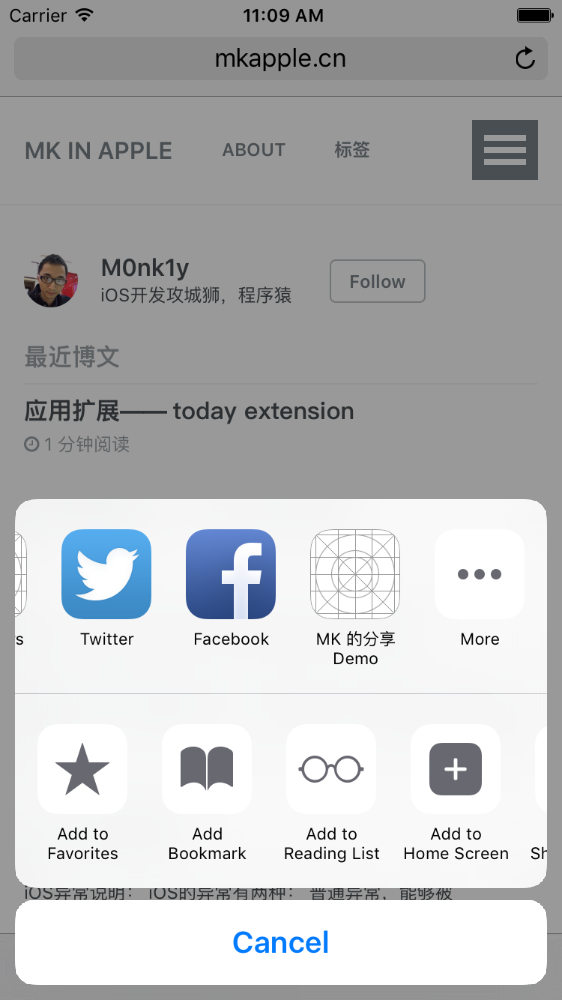 Carrier 11:09 AM
mkapple.cn
MK IN APPLE ABOUT 标签
M0nk1y
iOS开发攻城狮，程序猿
Follow
最近博文
应用扩展—— today extension
1 分钟阅读
s Twitter Facebook MK 的分享 More
Demo
Add to Add Add to Add to
Favorites Bookmark Reading List Home Screen Sh
iOS异常说明： iOS的异常有两种： 普通异常，能够被
Cancel